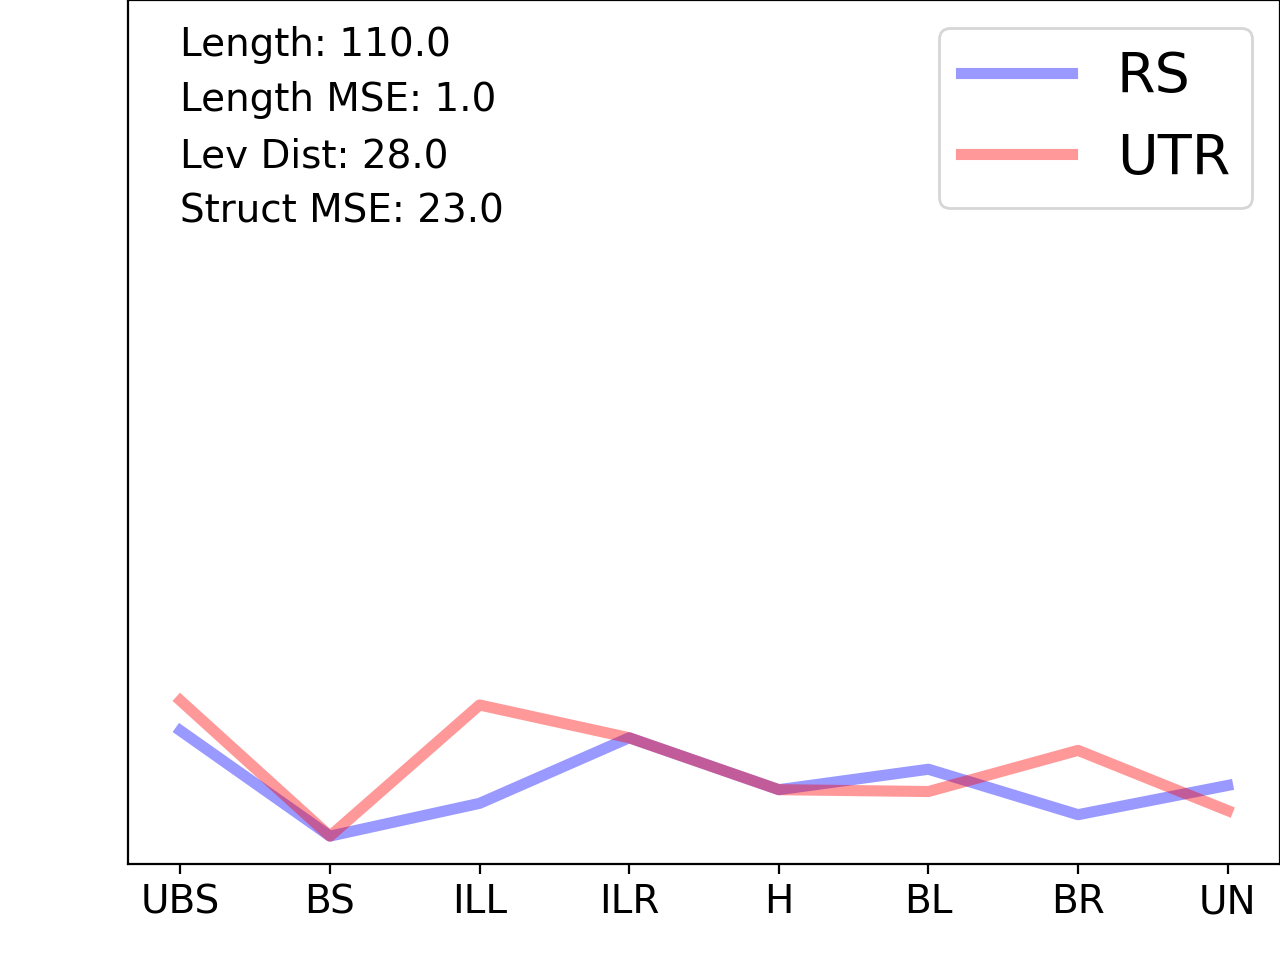 Length: 110.0
Length MSE: 1.0
Lev Dist: 28.0
Struct MSE: 23.0
RS
UTR
UBS BS ILL ILR H BL BR UN